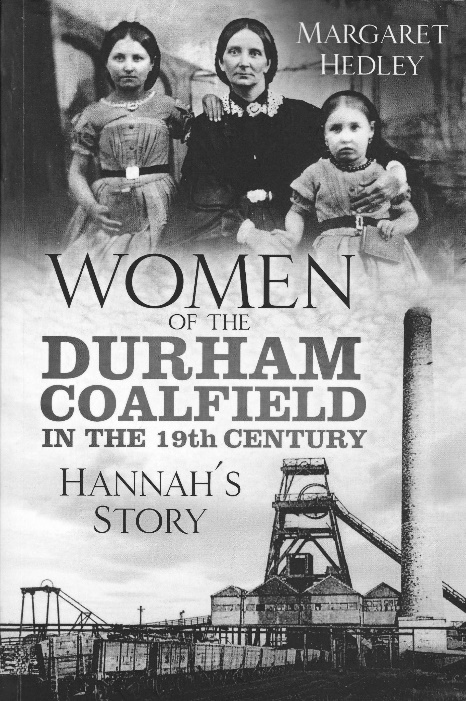 MARGARET
HEDLEY
WOMEN
OF THE
DURHAM
COALFIELD
IN THE 19th CENTURY
HANNAH'S
STORY